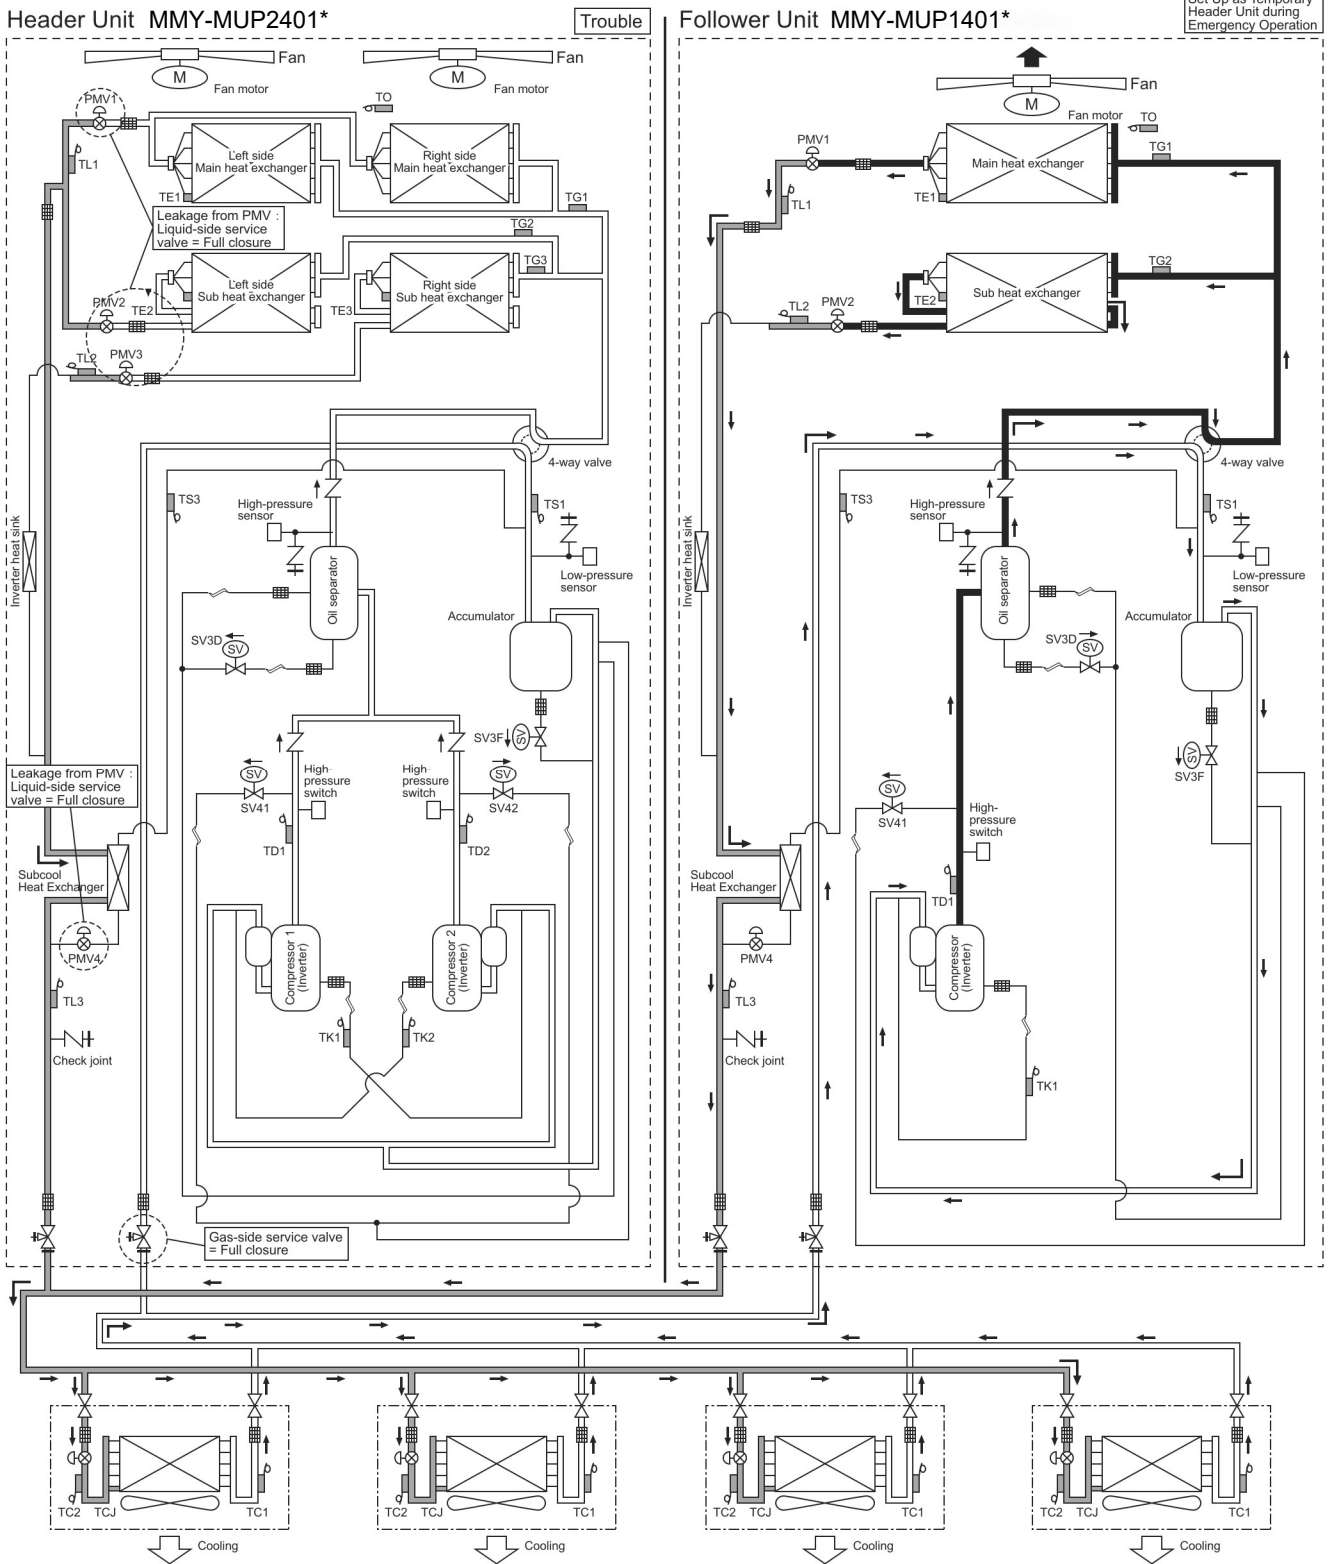 Header Unit MMY-MUP2401*
Trouble
Follower Unit MMY-MUP1401*
Set Up as Temporary
Header Unit during
Emergency Operation
Fan
M
Fan motor
Fan
M
Fan motor
TO
PMV1
TL1
Left side
Main heat exchanger
Right side
Main heat exchanger
TE1
TG1
Leakage from PMV :
Liquid-side service
valve = Full closure
TG2
TG3
Left side
Sub heat exchanger
Right side
Sub heat exchanger
PMV2
TE2
TE3
TL2
PMV3
4-way valve
TS3
High-pressure
sensor
TS1
Inverter heat sink
Oil separator
Low-pressure
sensor
Accumulator
SV3D
SV
SV3F
SV
Leakage from PMV :
Liquid-side service
valve = Full closure
SV
SV41
High-
pressure
switch
High-
pressure
switch
SV
SV42
TD1
TD2
Subcool
Heat Exchanger
PMV4
Compressor 1
(Inverter)
Compressor 2
(Inverter)
TL3
TK1
TK2
Check joint
Gas-side service valve
= Full closure
Fan
M
Fan motor
TO
PMV1
TG1
Main heat exchanger
TE1
TL1
TG2
Sub heat exchanger
TE2
TL2
PMV2
4-way valve
TS3
High-pressure
sensor
TS1
Inverter heat sink
Oil separator
Low-pressure
sensor
Accumulator
SV3D
SV
SV
SV3F
SV
SV41
High-
pressure
switch
Subcool
Heat Exchanger
TD1
PMV4
Compressor
(Inverter)
TL3
Check joint
TK1
TC2
TCJ
TC1
TC2
TCJ
TC1
TC2
TCJ
TC1
TC2
TCJ
TC1
Cooling
Cooling
Cooling
Cooling